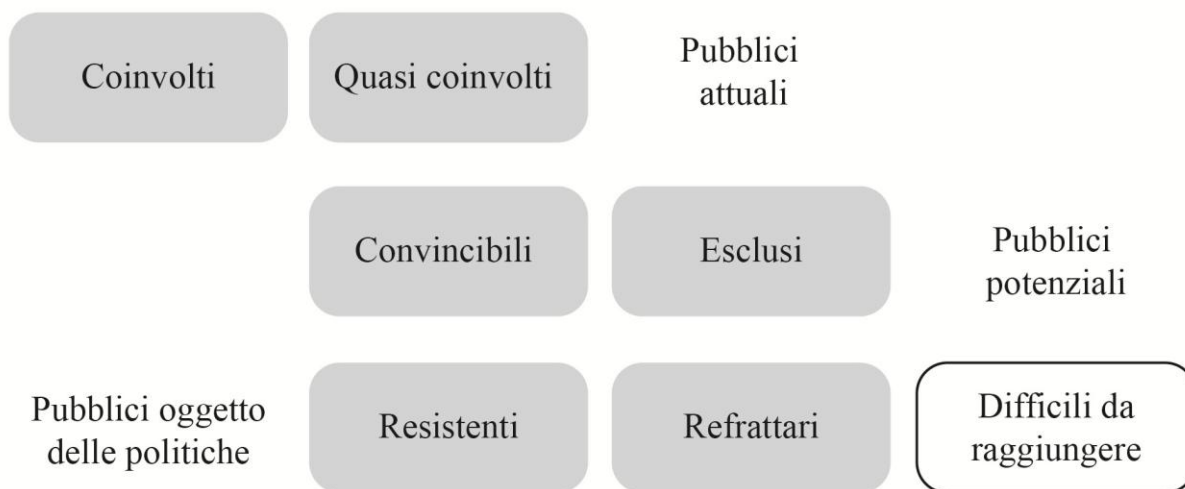 Coinvolti
Quasi coinvolti
Pubblici
attuali
Convincibili
Esclusi
Pubblici
potenziali
Pubblici oggetto
delle politiche
Resistenti
Refrattari
Difficili da
raggiungere